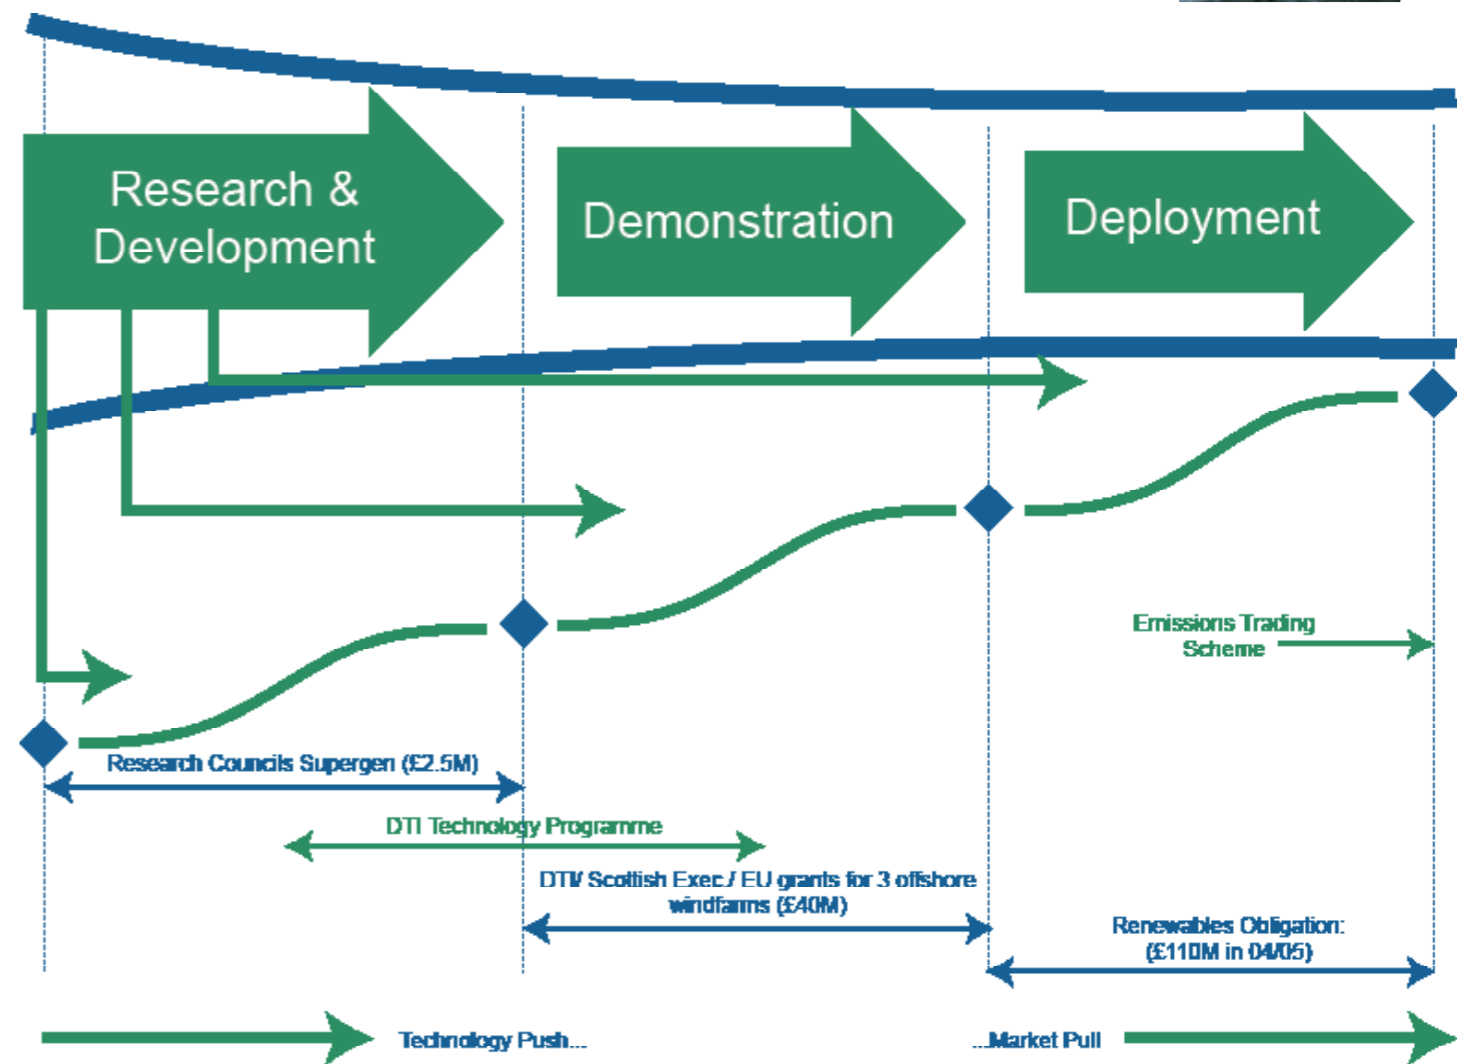 Research &
Development
Demonstration
Deployment
Emissions Trading
Scheme
Research Councils Supergen (£2.5M)
DTI Technology Programme
DTI/ Scottish Exec./ EU grants for 3 offshore
windfarms (£40M)
Renewables Obligation:
(£110M in 04/05)
Technology Push...
...Market Pull